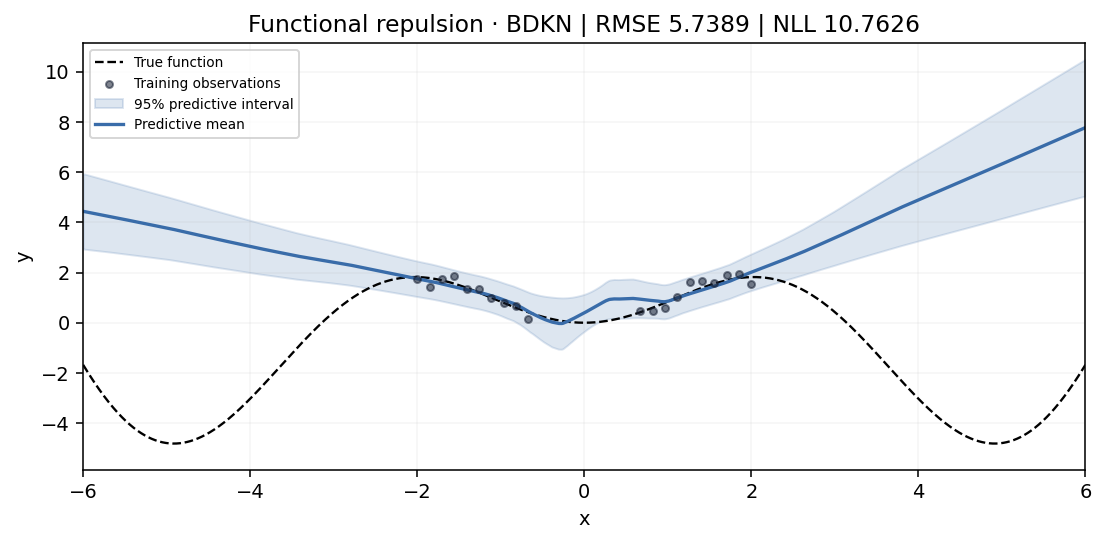 Functional repulsion · BDKN | RMSE 5.7389 | NLL 10.7626
True function
Training observations
95% predictive interval
Predictive mean
10
8
6
4
2
0
−2
−4
y
−6
−4
−2
0
2
4
6
x